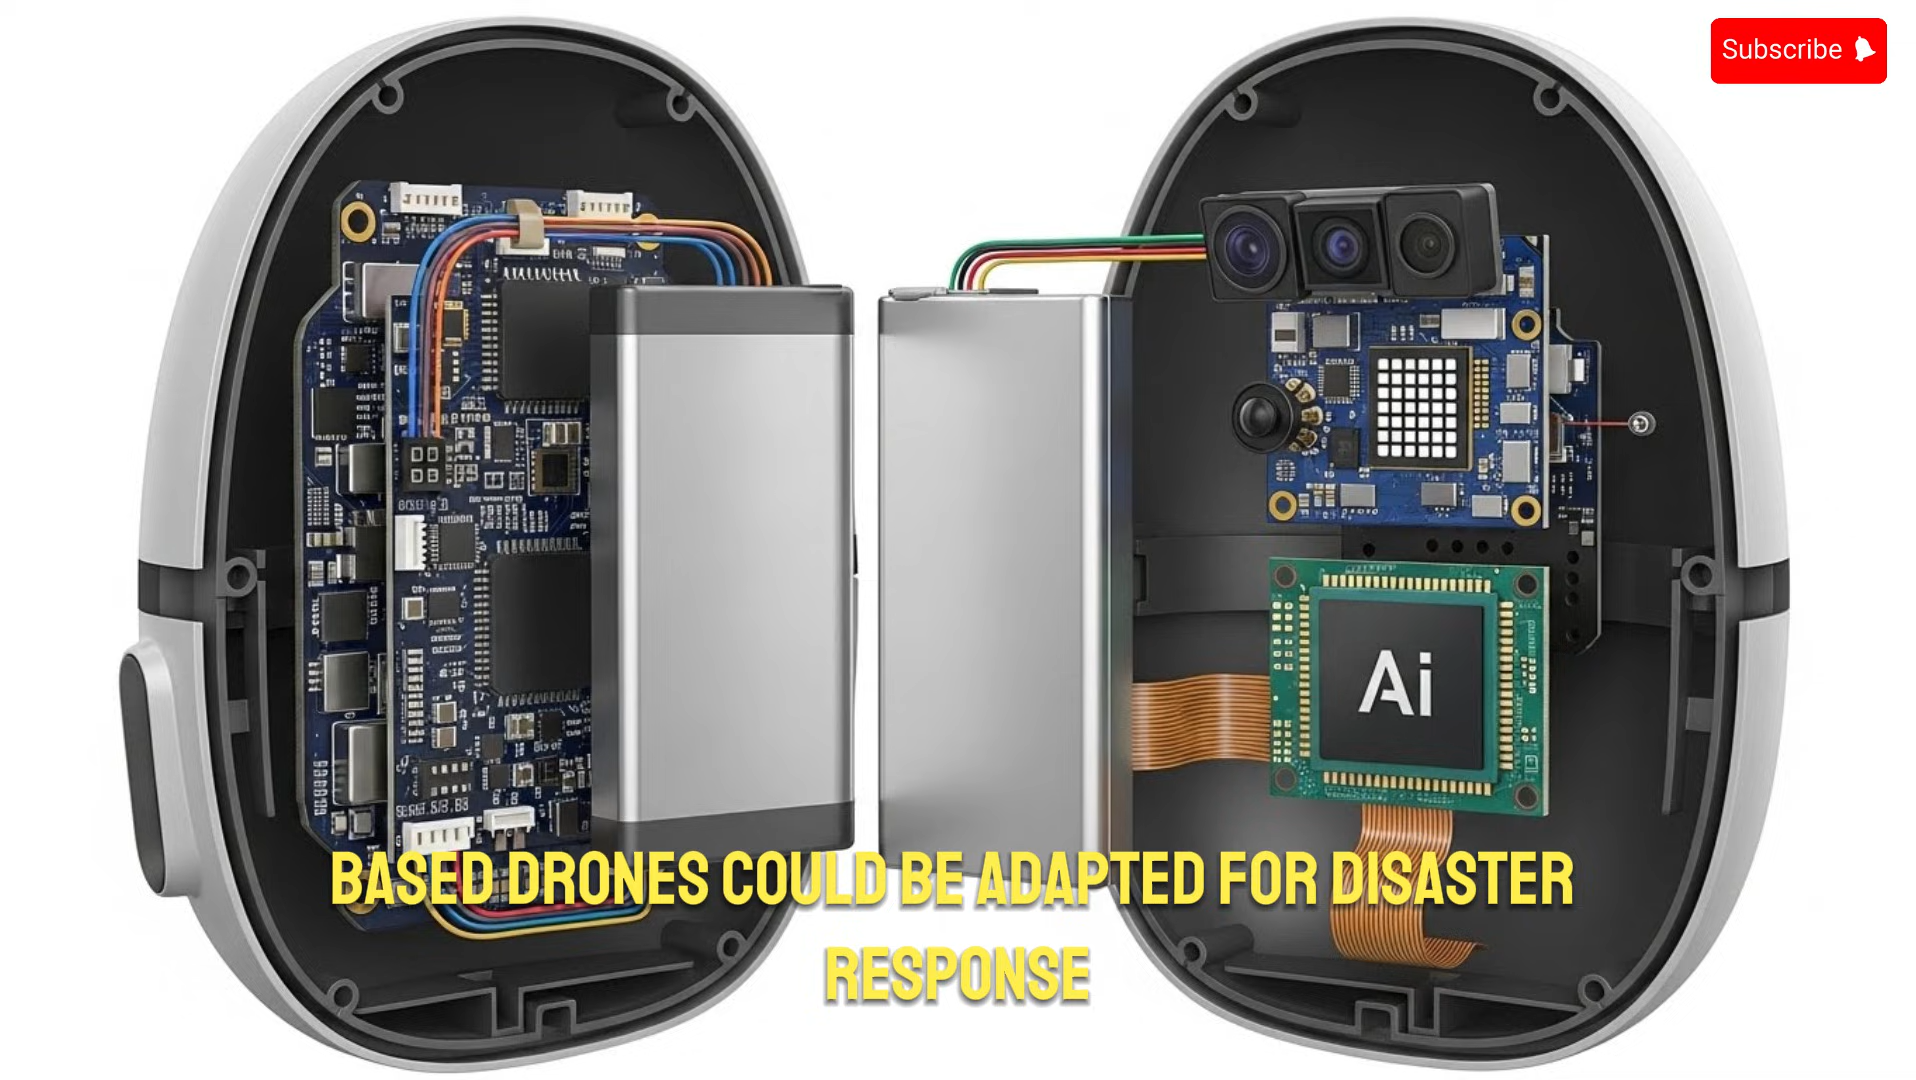 Subscribe
Ai
BASED DRONES COULD BE ADAPTED FOR DISASTER
RESPONSE